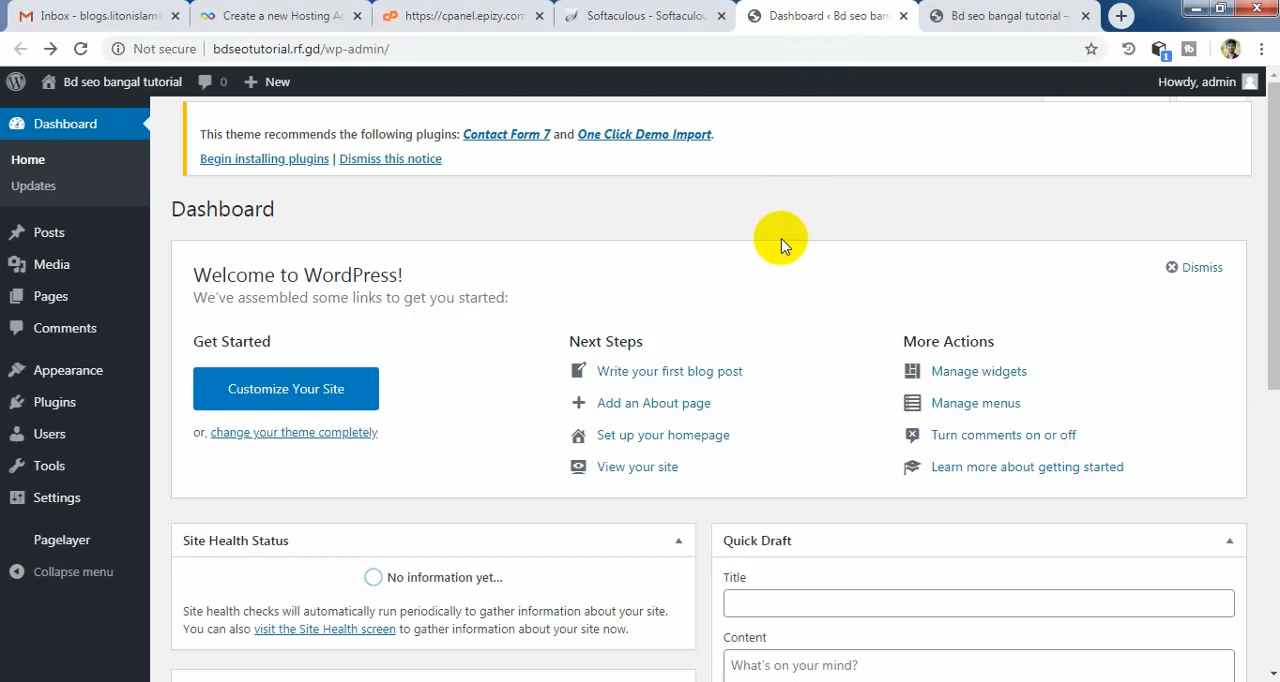 Inbox - blogs.litonislami
Create a new Hosting Ac
https://cpanel.epizy.com
Softaculous - Softaculou
Dashboard ‹ Bd seo ban
Bd seo bangal tutorial –
Not secure
bdseotutorial.rf.gd/wp-admin/
1
Bd seo bangal tutorial
0
New
Howdy, admin
Dashboard
Home
Updates
Posts
Media
Pages
Comments
Appearance
Plugins
Users
Tools
Settings
Pagelayer
Collapse menu
This theme recommends the following plugins: Contact Form 7 and One Click Demo Import.
Begin installing plugins | Dismiss this notice
Dashboard
Welcome to WordPress!
Dismiss
We've assembled some links to get you started:
Get Started
Customize Your Site
or, change your theme completely
Next Steps
Write your first blog post
Add an About page
Set up your homepage
View your site
More Actions
Manage widgets
Manage menus
Turn comments on or off
Learn more about getting started
Site Health Status
No information yet...
Site health checks will automatically run periodically to gather information about your site.
You can also visit the Site Health screen to gather information about your site now.
Quick Draft
Title
Content
What's on your mind?